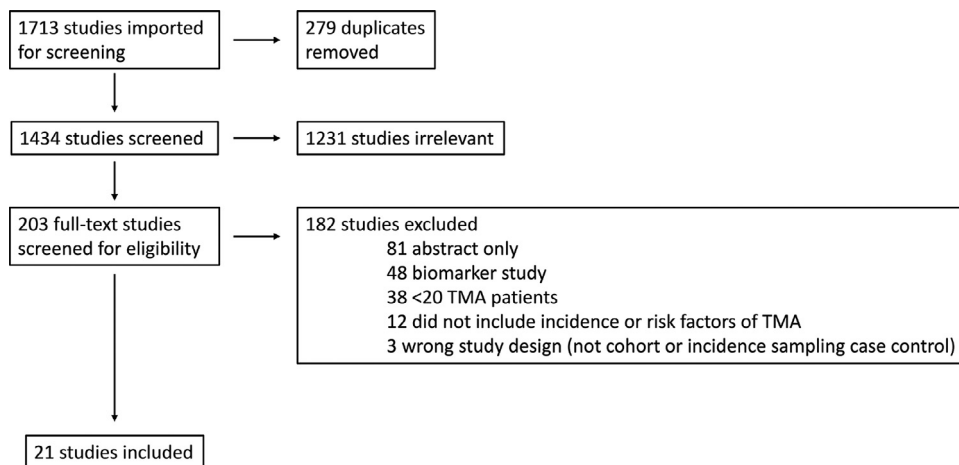 1713 studies imported
for screening
279 duplicates
removed
1434 studies screened
1231 studies irrelevant
203 full-text studies
screened for eligibility
182 studies excluded
81 abstract only
48 biomarker study
38 <20 TMA patients
12 did not include incidence or risk factors of TMA
3 wrong study design (not cohort or incidence sampling case control)
21 studies included